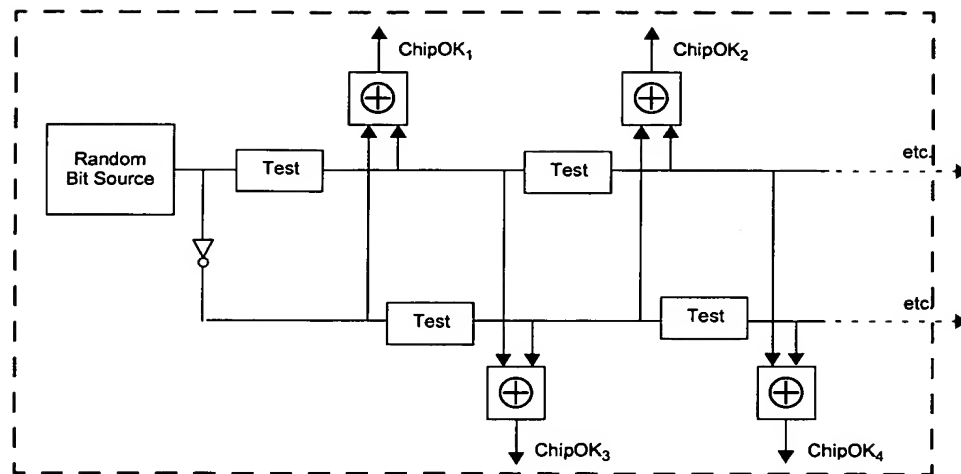 ChipOK₁
ChipOK₂
Random
Bit Source
Test
Test
etc.
Test
Test
etc.
ChipOK₃
ChipOK₄